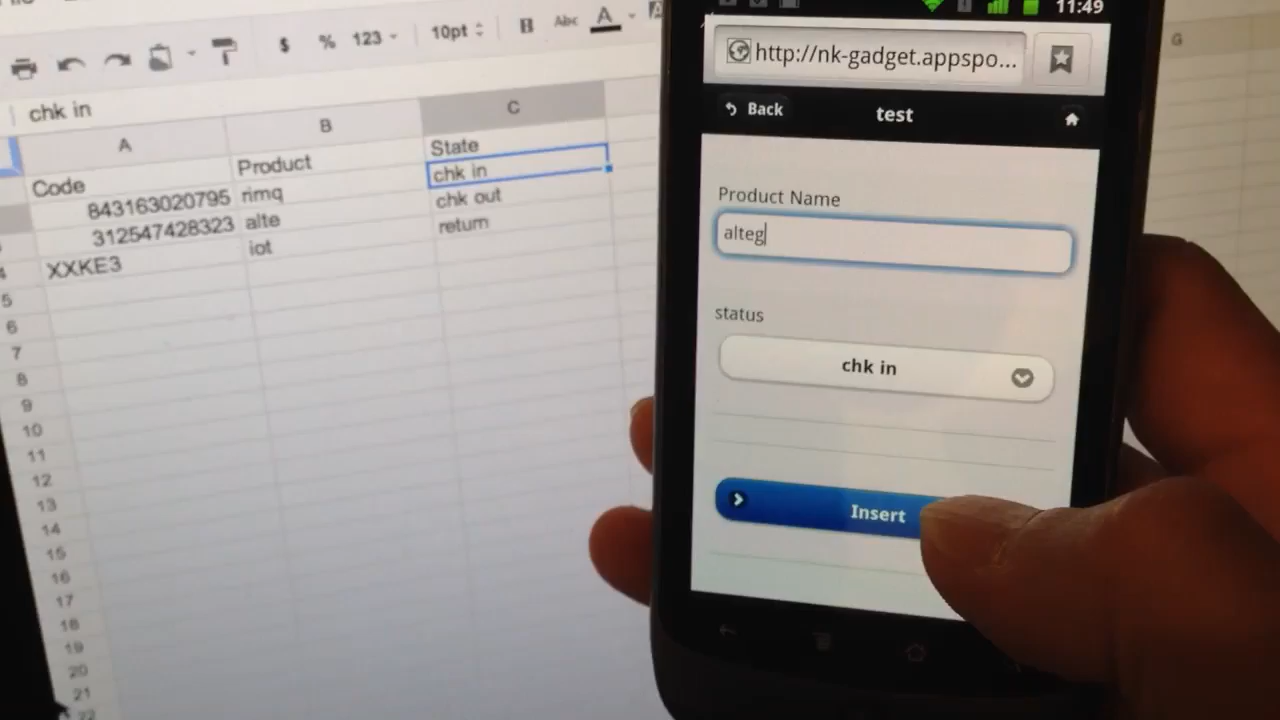 $ % 123 10pt B Abc A
chk in
A B C
Code Product State
843163020795 rimq chk in
312547428323 alte chk out
XXKE3 iot return
4
5
6
7
8
9
10
11
12
13
14
15
16
17
18
19
20
21
22
G
11:49
http://nk-gadget.appspo...
Back test
Product Name
alteg
status
chk in
Insert